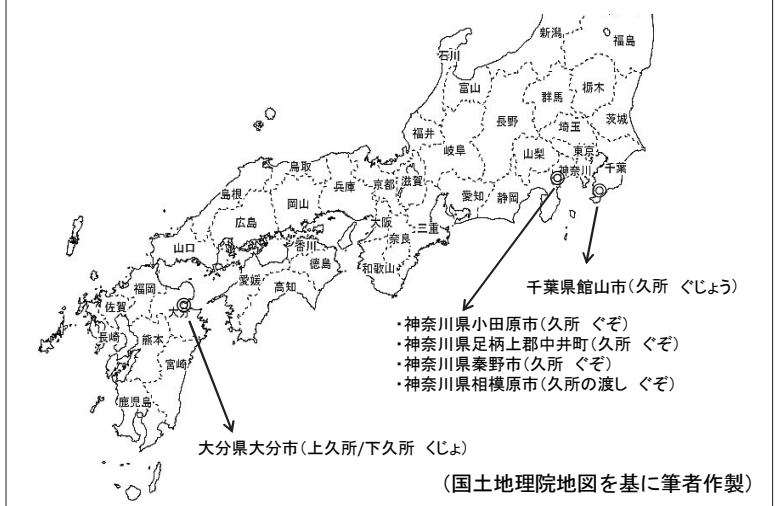 新潟
福島
石川
富山
群馬
栃木
茨城
長野
埼玉
福井
岐阜
山梨
東京
神奈川
千葉
鳥取
島根
兵庫
京都
滋賀
愛知
静岡
岡山
広島
大阪
三重
奈良
山口
香川
徳島
和歌山
愛媛
高知
福岡
佐賀
大分
長崎
熊本
宮崎
鹿児島
千葉県館山市(久所 ぐじょう)
・神奈川県小田原市(久所 ぐぞ)
・神奈川県足柄上郡中井町(久所 ぐぞ)
・神奈川県秦野市(久所 ぐぞ)
・神奈川県相模原市(久所の渡し ぐぞ)
大分県大分市(上久所/下久所 くじょ)
(国土地理院地図を基に筆者作製)